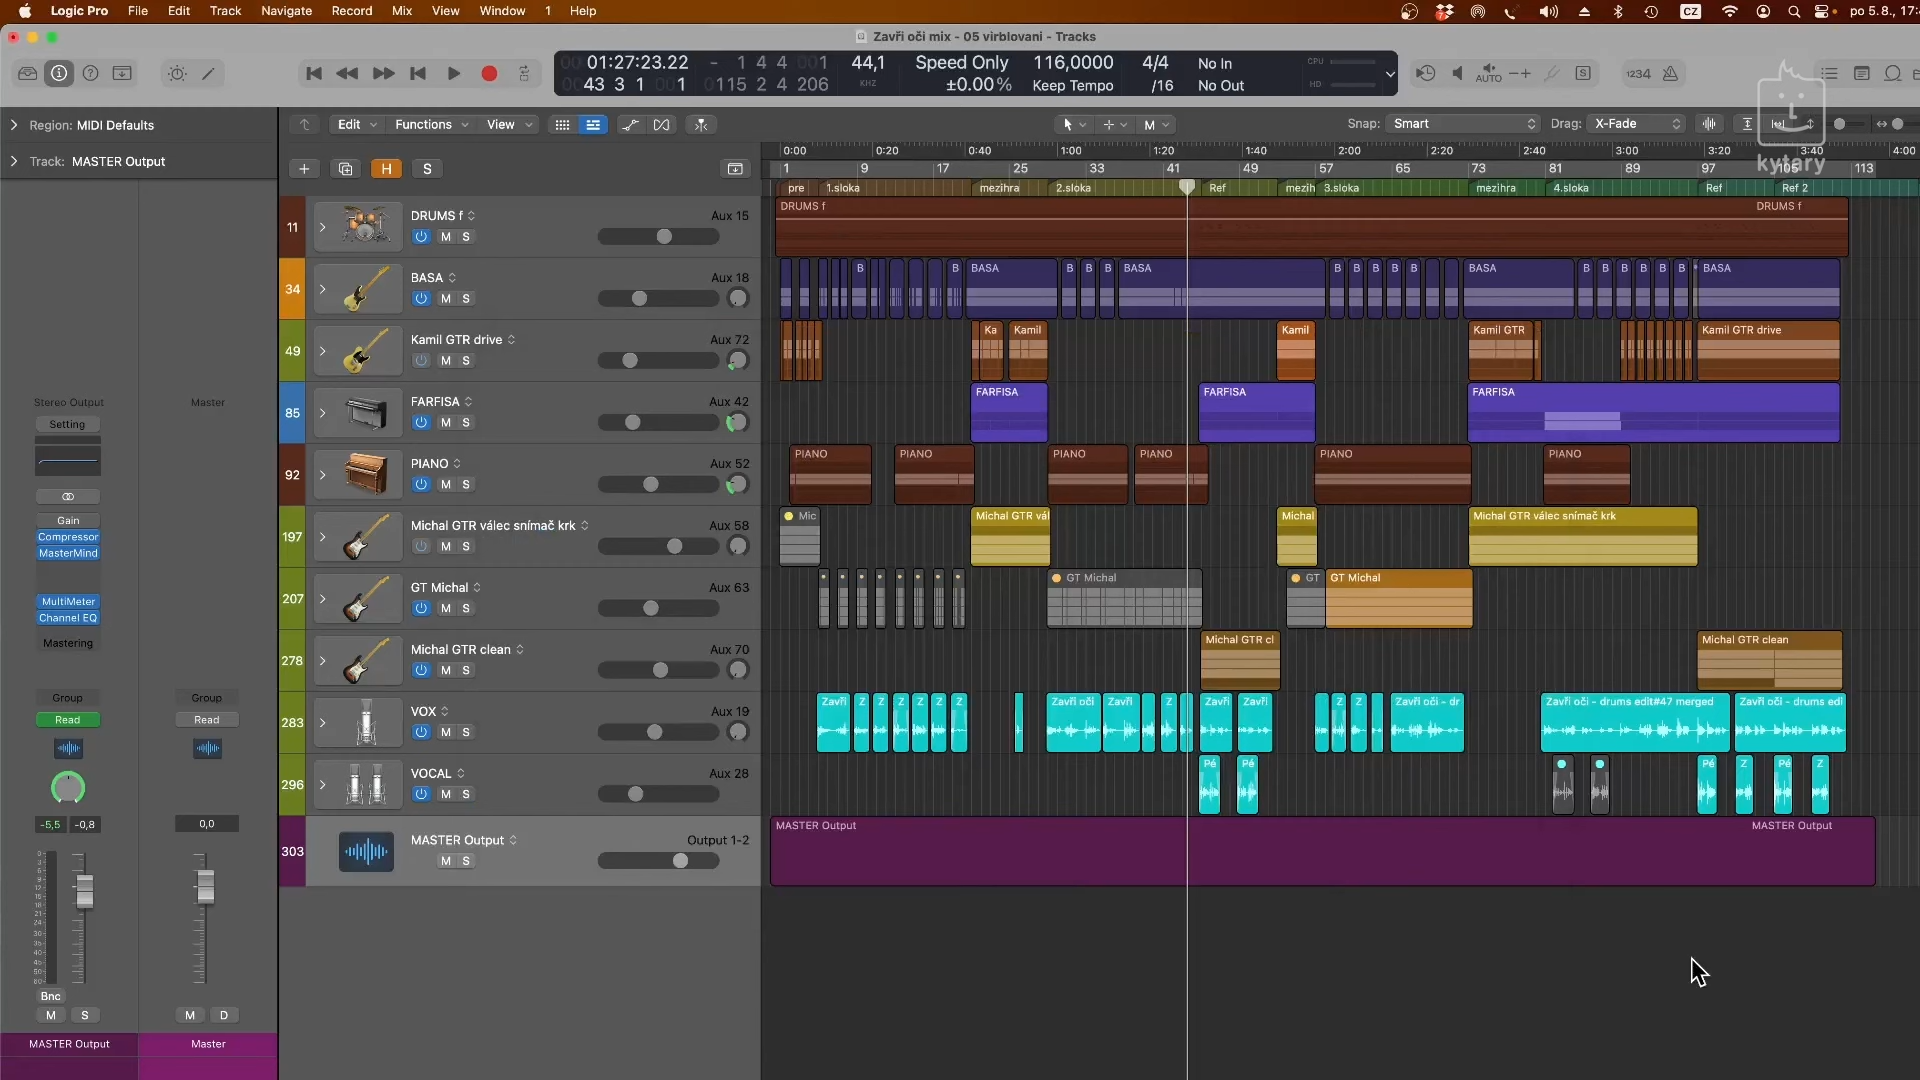 Logic Pro File Edit Track Navigate Record Mix View Window 1 Help
CZ po 5.8., 17:
Zavři oči mix - 05 virblovani - Tracks
01:27:23.22 - 1 4 4 001 44,1 Speed Only 116,0000 4/4 No In CPU
43 3 1 001 0115 2 4 206 KHZ ±0.00% Keep Tempo /16 No Out HD
AUTO
1234
Region: MIDI Defaults
Edit Functions View
M
Snap: Smart
Drag: X-Fade
kytary
Track: MASTER Output
H S
0:00 0:20 0:40 1:00 1:20 1:40 2:00 2:20 2:40 3:00 3:20 3:40 4:00
1 9 17 25 33 41 49 57 65 73 81 89 97 105 113
pre 1.sloka mezihra 2.sloka Ref mezih 3.sloka mezihra 4.sloka Ref Ref 2
11 DRUMS f Aux 15
M S
DRUMS f DRUMS f
34 BASA Aux 18
M S
B B BASA B B B BASA B B B B B BASA B B B B B B BASA
49 Kamil GTR drive Aux 72
M S
Ka Kamil Kamil Kamil GTR Kamil GTR drive
85 FARFISA Aux 42
M S
FARFISA FARFISA FARFISA
92 PIANO Aux 52
M S
PIANO PIANO PIANO PIANO PIANO PIANO
197 Michal GTR válec snímač krk Aux 58
M S
Mic Michal GTR vál Michal Michal GTR válec snímač krk
207 GT Michal Aux 63
M S
GT Michal GT GT Michal
278 Michal GTR clean Aux 70
M S
Michal GTR cl Michal GTR clean
283 VOX Aux 19
M S
Zavři Z Z Z Z Z Z Zavři oči Zavři Z Zavři Zavři Z Z Zavři oči - dr Zavři oči - drums edit#47 merged Zavři oči - drums edi
296 VOCAL Aux 28
M S
Pé Pé Pé Z Pé Z
303 MASTER Output Output 1-2
M S
MASTER Output MASTER Output
Stereo Output Master
Setting
Gain
Compressor
MasterMind
MultiMeter
Channel EQ
Mastering
Group Group
Read Read
-5,5 -0,8 0,0
Bnc
M S M D
MASTER Output Master